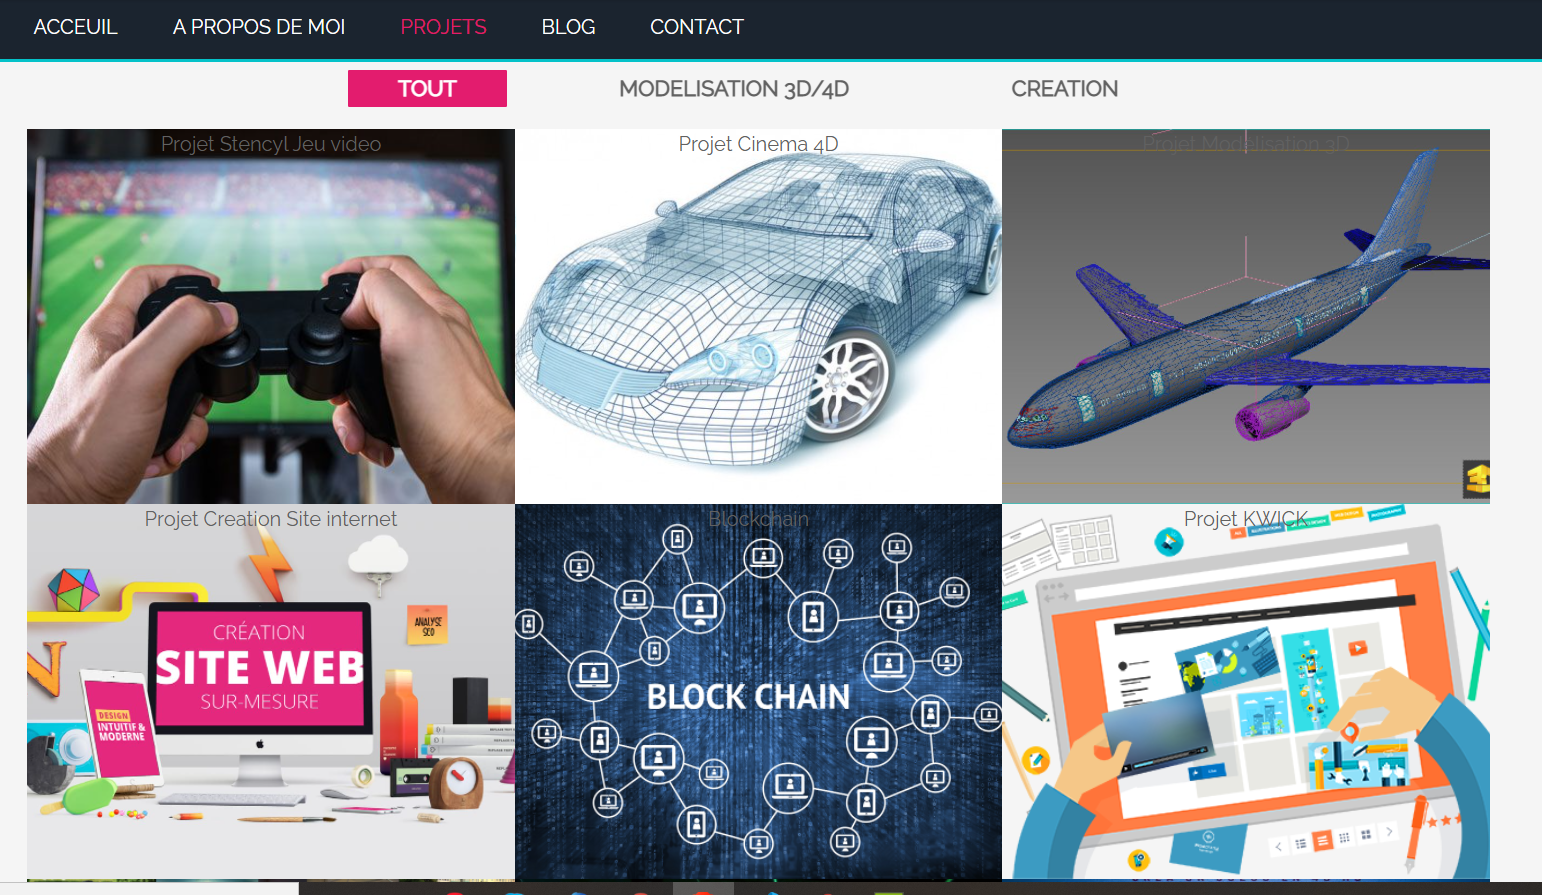 ACCEUIL A PROPOS DE MOI PROJETS BLOG CONTACT
TOUT MODELISATION 3D/4D CREATION
Projet Stencyl Jeu video
Projet Cinema 4D
Projet Modelisation 3D
Projet Creation Site internet
CRÉATION
SITE WEB
SUR-MESURE
ANALYSE
SEO
DESIGN
INTUITIF &
MODERNE
Blockchain
BLOCK CHAIN
Projet KWICK